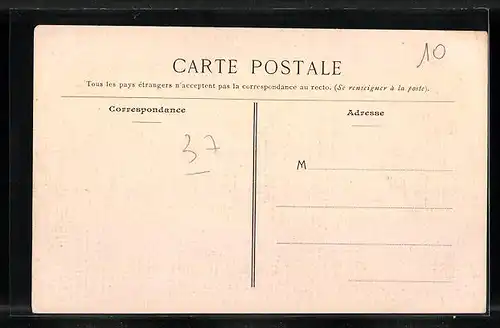 10
CARTE POSTALE
Tous les pays étrangers n'acceptent pas la correspondance au recto. (Se renseigner à la poste).
Correspondance
Adresse
37
M